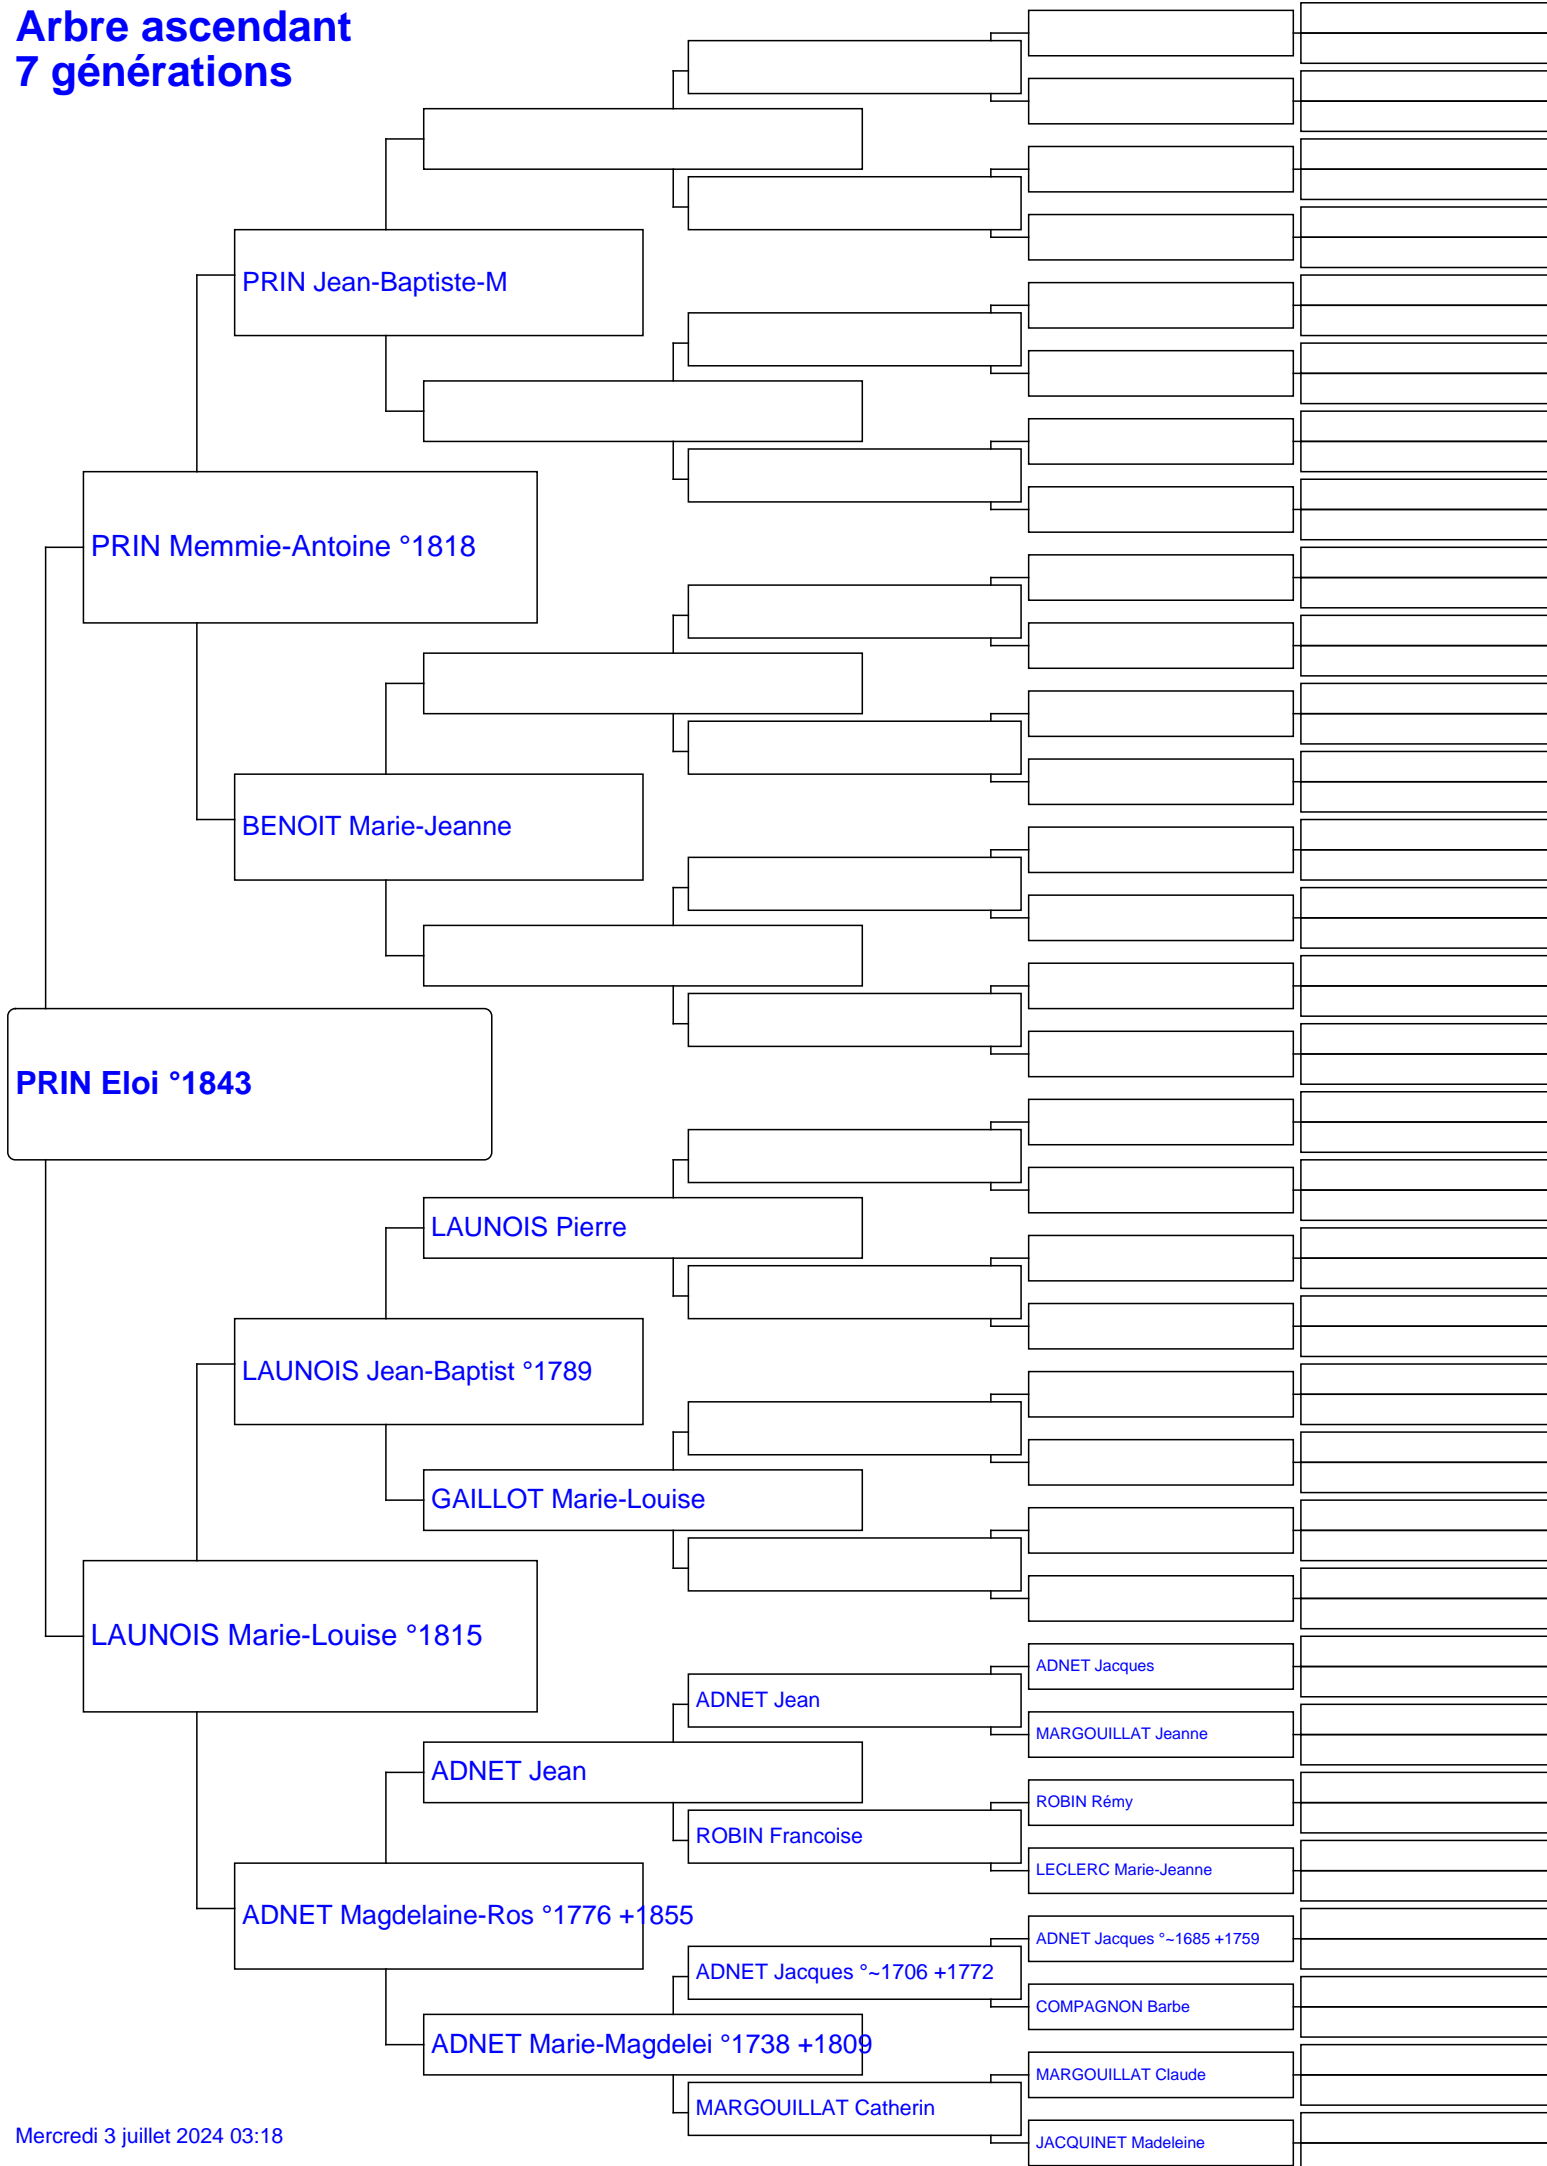 Arbre ascendant
7 générations
PRIN Jean-Baptiste-M
PRIN Memmie-Antoine °1818
BENOIT Marie-Jeanne
PRIN Eloi °1843
LAUNOIS Pierre
LAUNOIS Jean-Baptist °1789
GAILLOT Marie-Louise
LAUNOIS Marie-Louise °1815
ADNET Jacques
ADNET Jean
MARGOUILLAT Jeanne
ADNET Jean
ROBIN Rémy
ROBIN Francoise
LECLERC Marie-Jeanne
ADNET Magdelaine-Ros °1776 +1855
ADNET Jacques °~1685 +1759
ADNET Jacques °~1706 +1772
COMPAGNON Barbe
ADNET Marie-Magdelei °1738 +1809
MARGOUILLAT Claude
MARGOUILLAT Catherin
JACQUINET Madeleine
Mercredi 3 juillet 2024 03:18